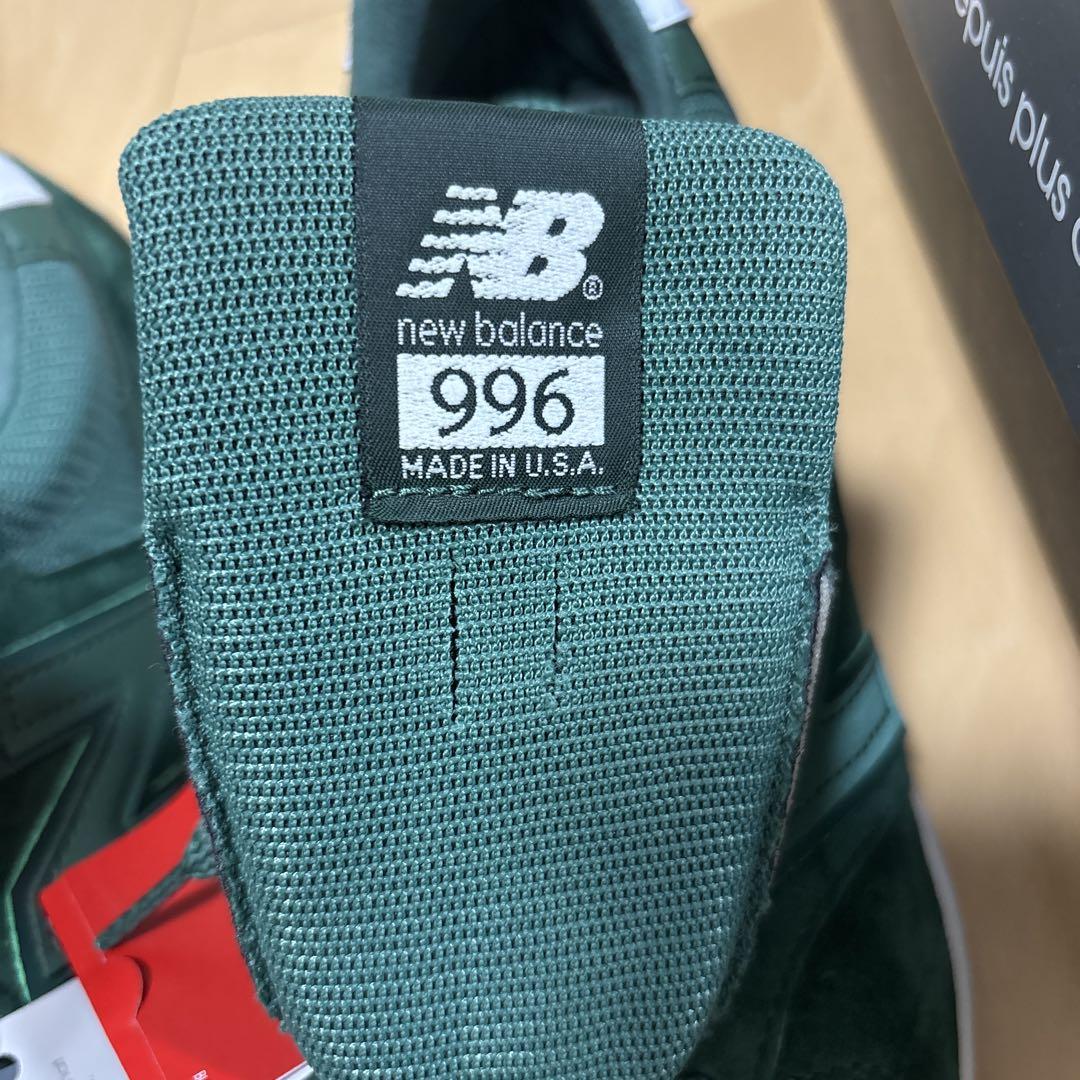 NB®
new balance
996
MADE IN U.S.A.
epuis plus